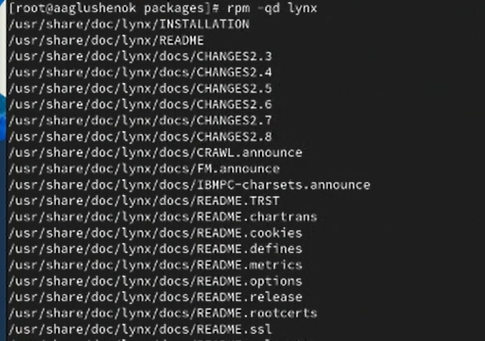 [root@aaglushenok packages]# rpm -qd lynx
/usr/share/doc/lynx/INSTALLATION
/usr/share/doc/lynx/README
/usr/share/doc/lynx/docs/CHANGES2.3
/usr/share/doc/lynx/docs/CHANGES2.4
/usr/share/doc/lynx/docs/CHANGES2.5
/usr/share/doc/lynx/docs/CHANGES2.6
/usr/share/doc/lynx/docs/CHANGES2.7
/usr/share/doc/lynx/docs/CHANGES2.8
/usr/share/doc/lynx/docs/CRAWL.announce
/usr/share/doc/lynx/docs/FM.announce
/usr/share/doc/lynx/docs/IBMPC-charsets.announce
/usr/share/doc/lynx/docs/README.TRST
/usr/share/doc/lynx/docs/README.chartrans
/usr/share/doc/lynx/docs/README.cookies
/usr/share/doc/lynx/docs/README.defines
/usr/share/doc/lynx/docs/README.metrics
/usr/share/doc/lynx/docs/README.options
/usr/share/doc/lynx/docs/README.release
/usr/share/doc/lynx/docs/README.rootcerts
/usr/share/doc/lynx/docs/README.ssl